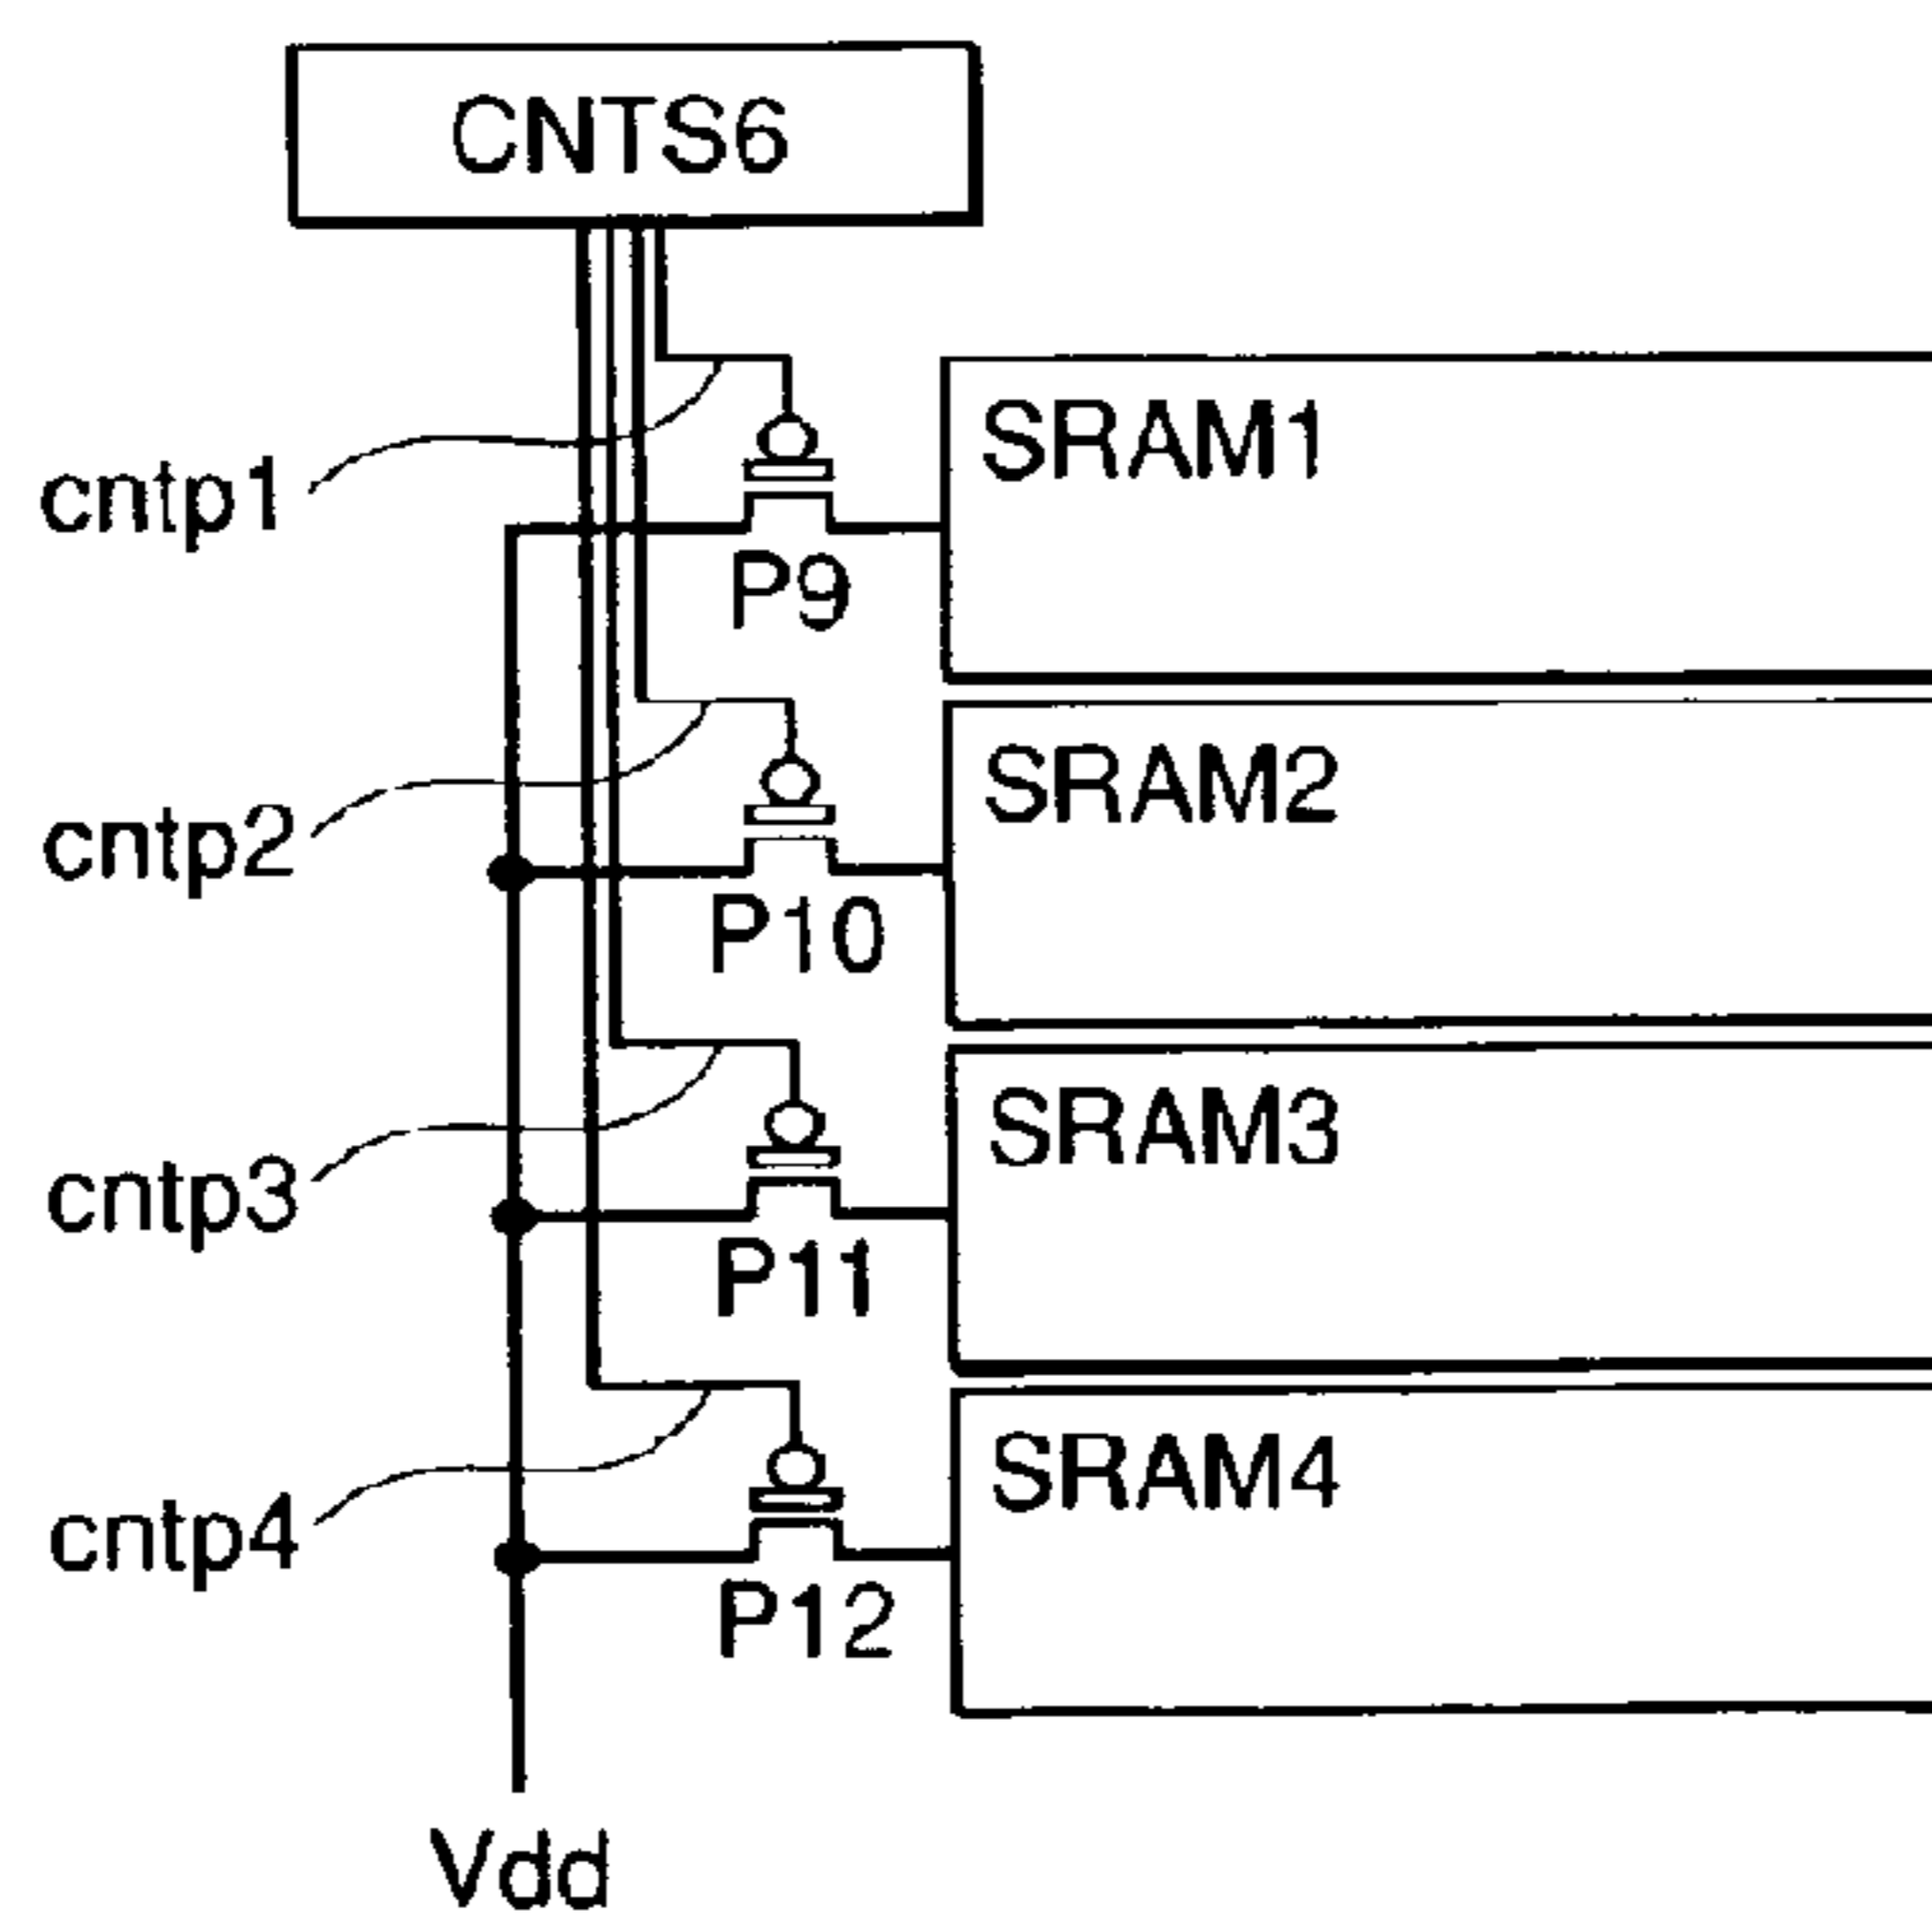 CNTS6
cntp1
SRAM1
P9
cntp2
SRAM2
P10
cntp3
SRAM3
P11
cntp4
SRAM4
P12
Vdd